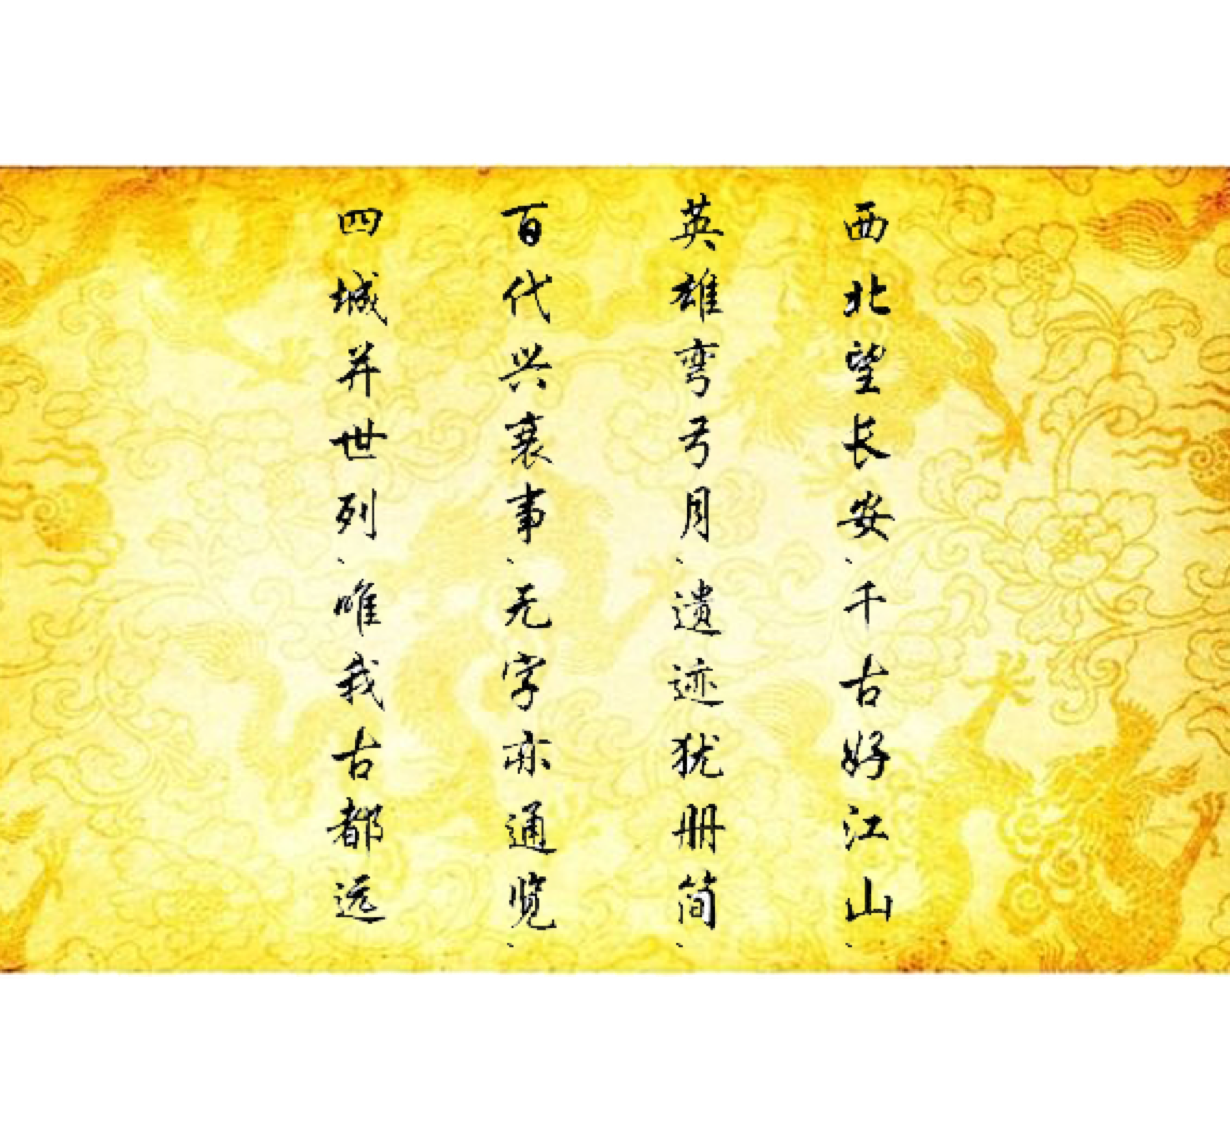 西北望长安、千古好江山、
英雄弯弓月、遗迹犹册简、
百代兴衰事、无字亦通览、
四城并世列、唯我古都远